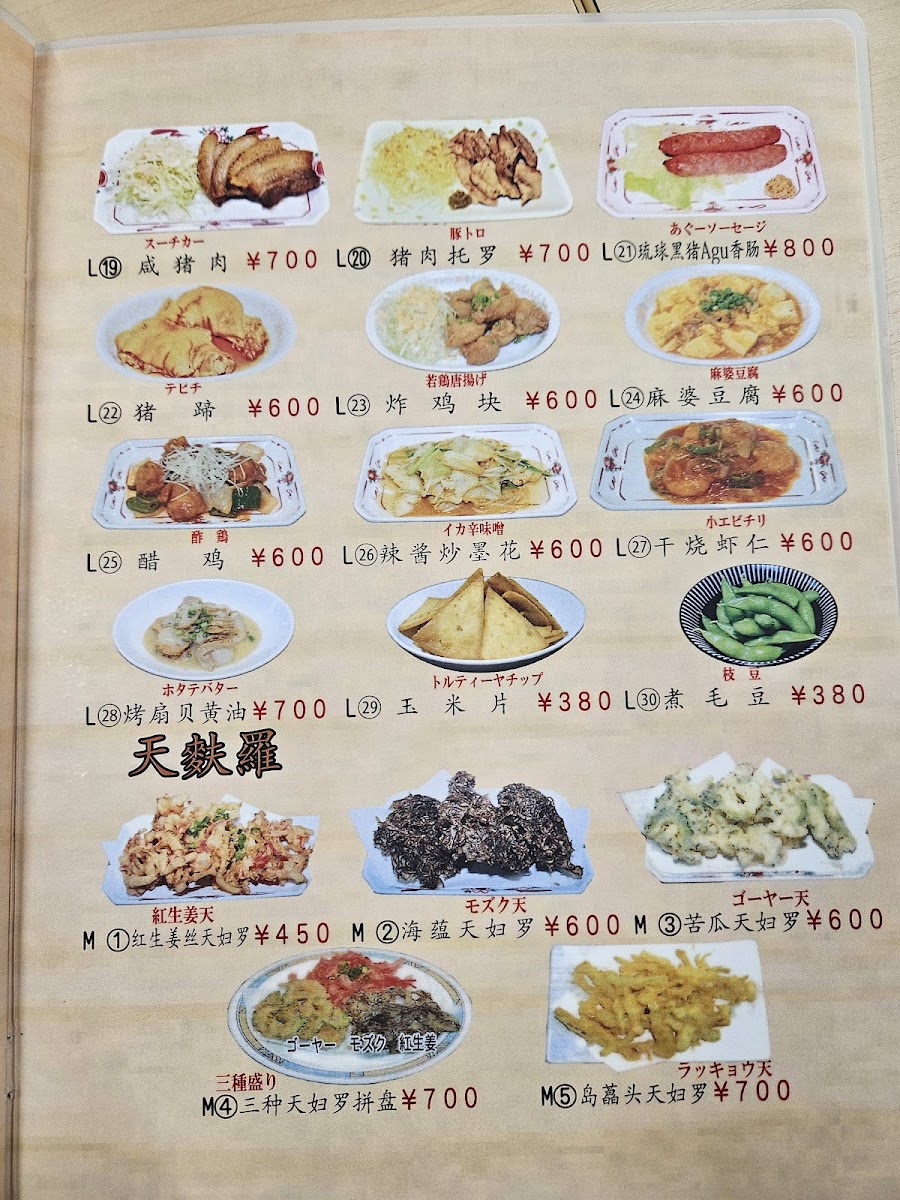 スーチカー
L⑲ 咸猪肉 ￥700
豚トロ
L⑳ 猪肉托罗 ￥700
あぐーソーセージ
L㉑琉球黑猪Agu香肠￥800
テビチ
L㉒ 猪蹄 ￥600
若鶏唐揚げ
L㉓ 炸鸡块 ￥600
麻婆豆腐
L㉔麻婆豆腐￥600
酢鶏
L㉕ 醋鸡 ￥600
イカ辛味噌
L㉖辣酱炒墨花￥600
小エビチリ
L㉗干烧虾仁￥600
ホタテバター
L㉘烤扇贝黄油￥700
トルティーヤチップ
L㉙ 玉米片 ￥380
枝豆
L㉚煮毛豆 ￥380
天麩羅
紅生姜天
M ①红生姜丝天妇罗￥450
モズク天
M ②海蕴天妇罗￥600
ゴーヤー天
M ③苦瓜天妇罗￥600
ゴーヤー モズク 紅生姜
三種盛り
M④三种天妇罗拼盘￥700
ラッキョウ天
M⑤岛藠头天妇罗￥700